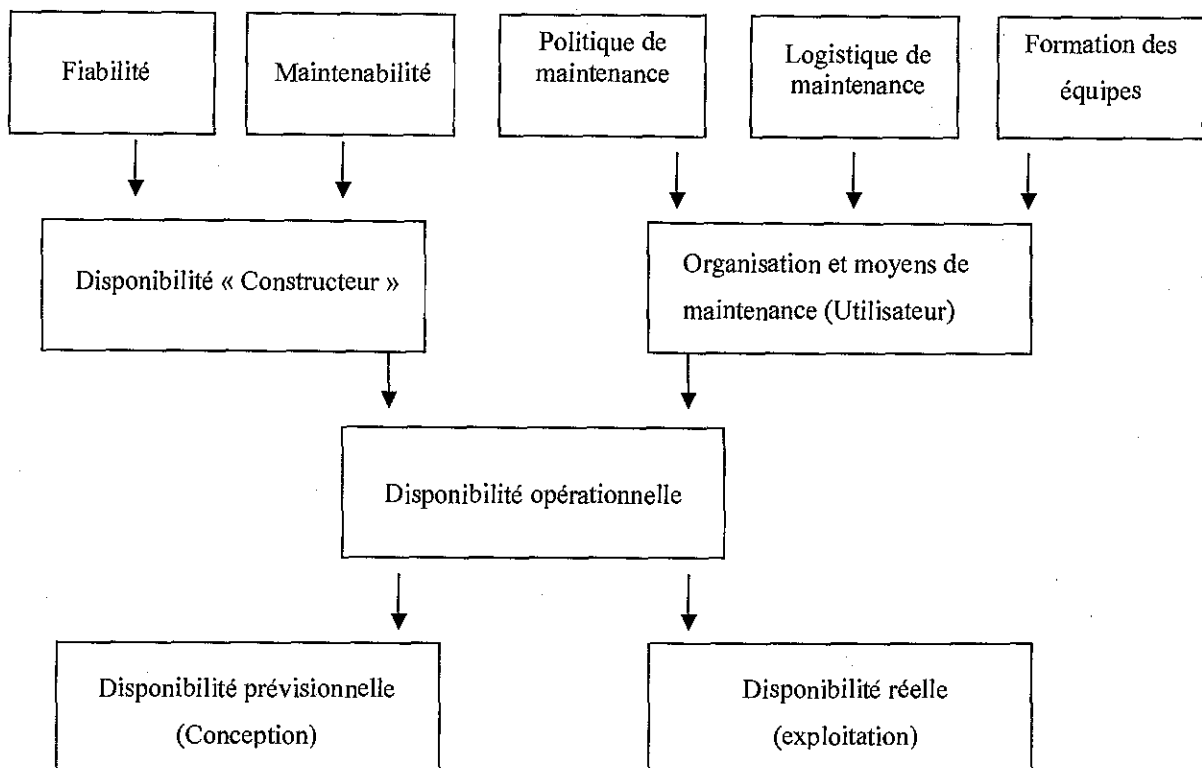 Fiabilité
Maintenabilité
Politique de
maintenance
Logistique de
maintenance
Formation des
équipes
Disponibilité « Constructeur »
Organisation et moyens de
maintenance (Utilisateur)
Disponibilité opérationnelle
Disponibilité prévisionnelle
(Conception)
Disponibilité réelle
(exploitation)